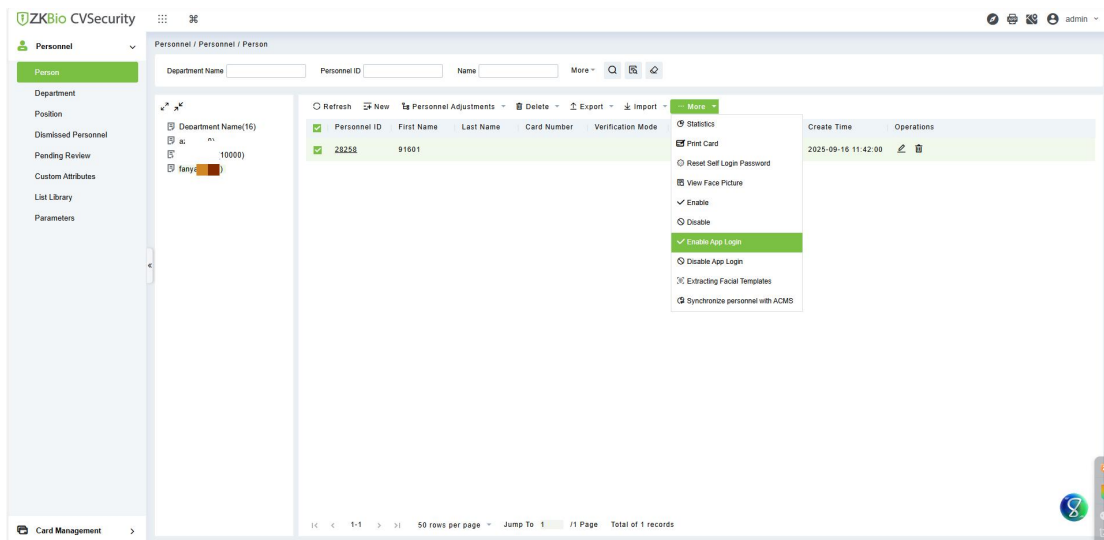 ZKBio CVSecurity
admin
Personnel
Person
Department
Position
Dismissed Personnel
Pending Review
Custom Attributes
List Library
Parameters
Card Management
Personnel / Personnel / Person
Department Name Personnel ID Name More
Department Name(16)
10000)
fanya
Refresh New Personnel Adjustments Delete Export Import More
Personnel ID First Name Last Name Card Number Verification Mode Create Time Operations
28258 91601 2025-09-16 11:42:00
Statistics
Print Card
Reset Self Login Password
View Face Picture
Enable
Disable
Enable App Login
Disable App Login
Extracting Facial Templates
Synchronize personnel with ACMS
1-1 50 rows per page Jump To 1 /1 Page Total of 1 records